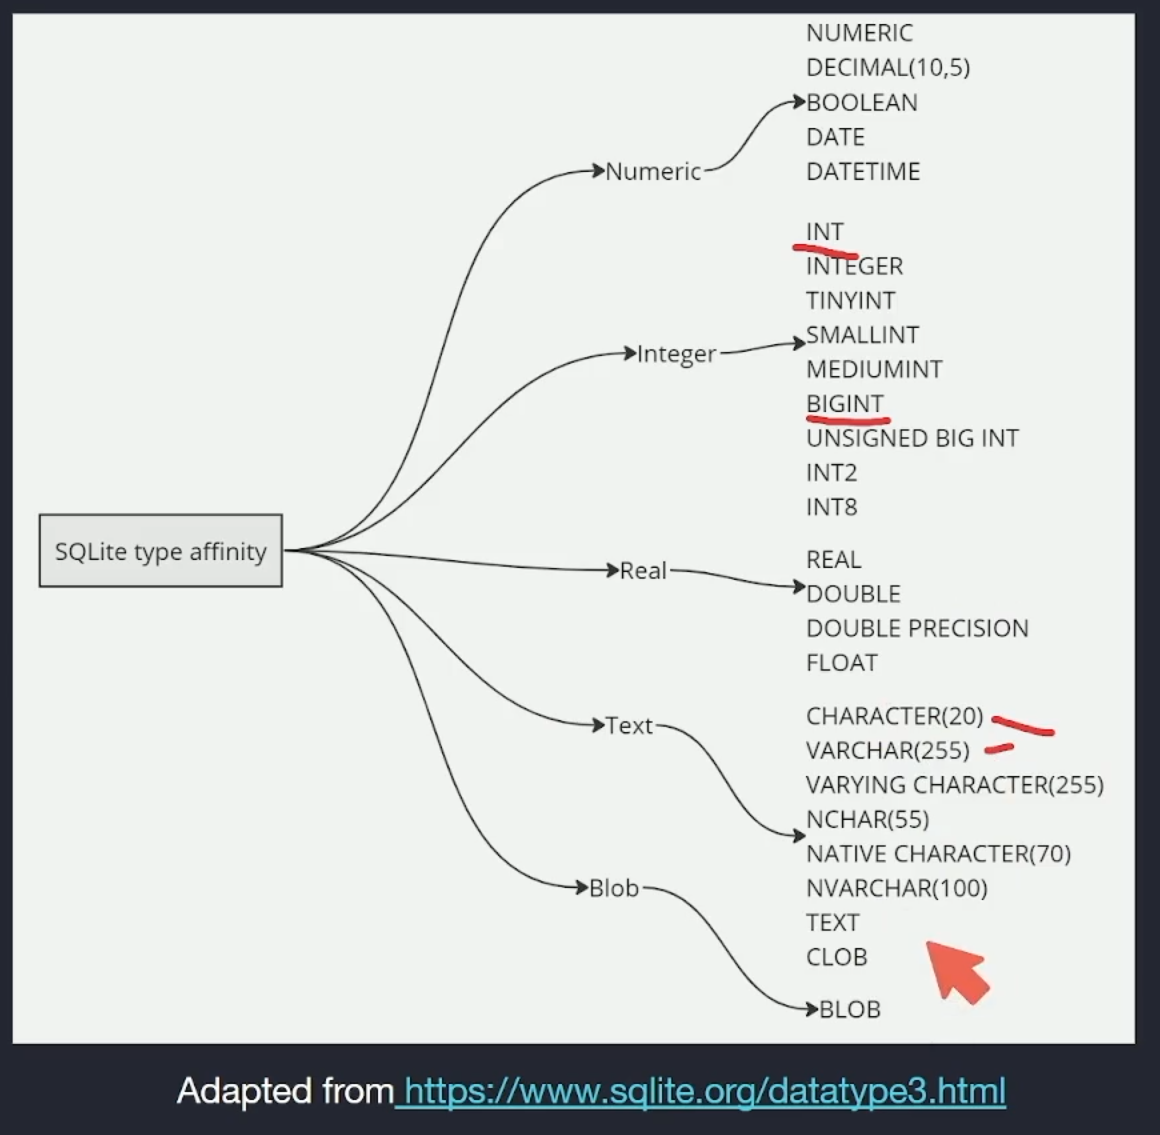 NUMERIC
DECIMAL(10,5)
BOOLEAN
DATE
DATETIME
Numeric
INT
INTEGER
TINYINT
SMALLINT
MEDIUMINT
BIGINT
UNSIGNED BIG INT
INT2
INT8
Integer
SQLite type affinity
REAL
DOUBLE
DOUBLE PRECISION
FLOAT
Real
CHARACTER(20)
VARCHAR(255)
VARYING CHARACTER(255)
NCHAR(55)
NATIVE CHARACTER(70)
NVARCHAR(100)
TEXT
CLOB
Text
Blob
BLOB
Adapted from https://www.sqlite.org/datatype3.html